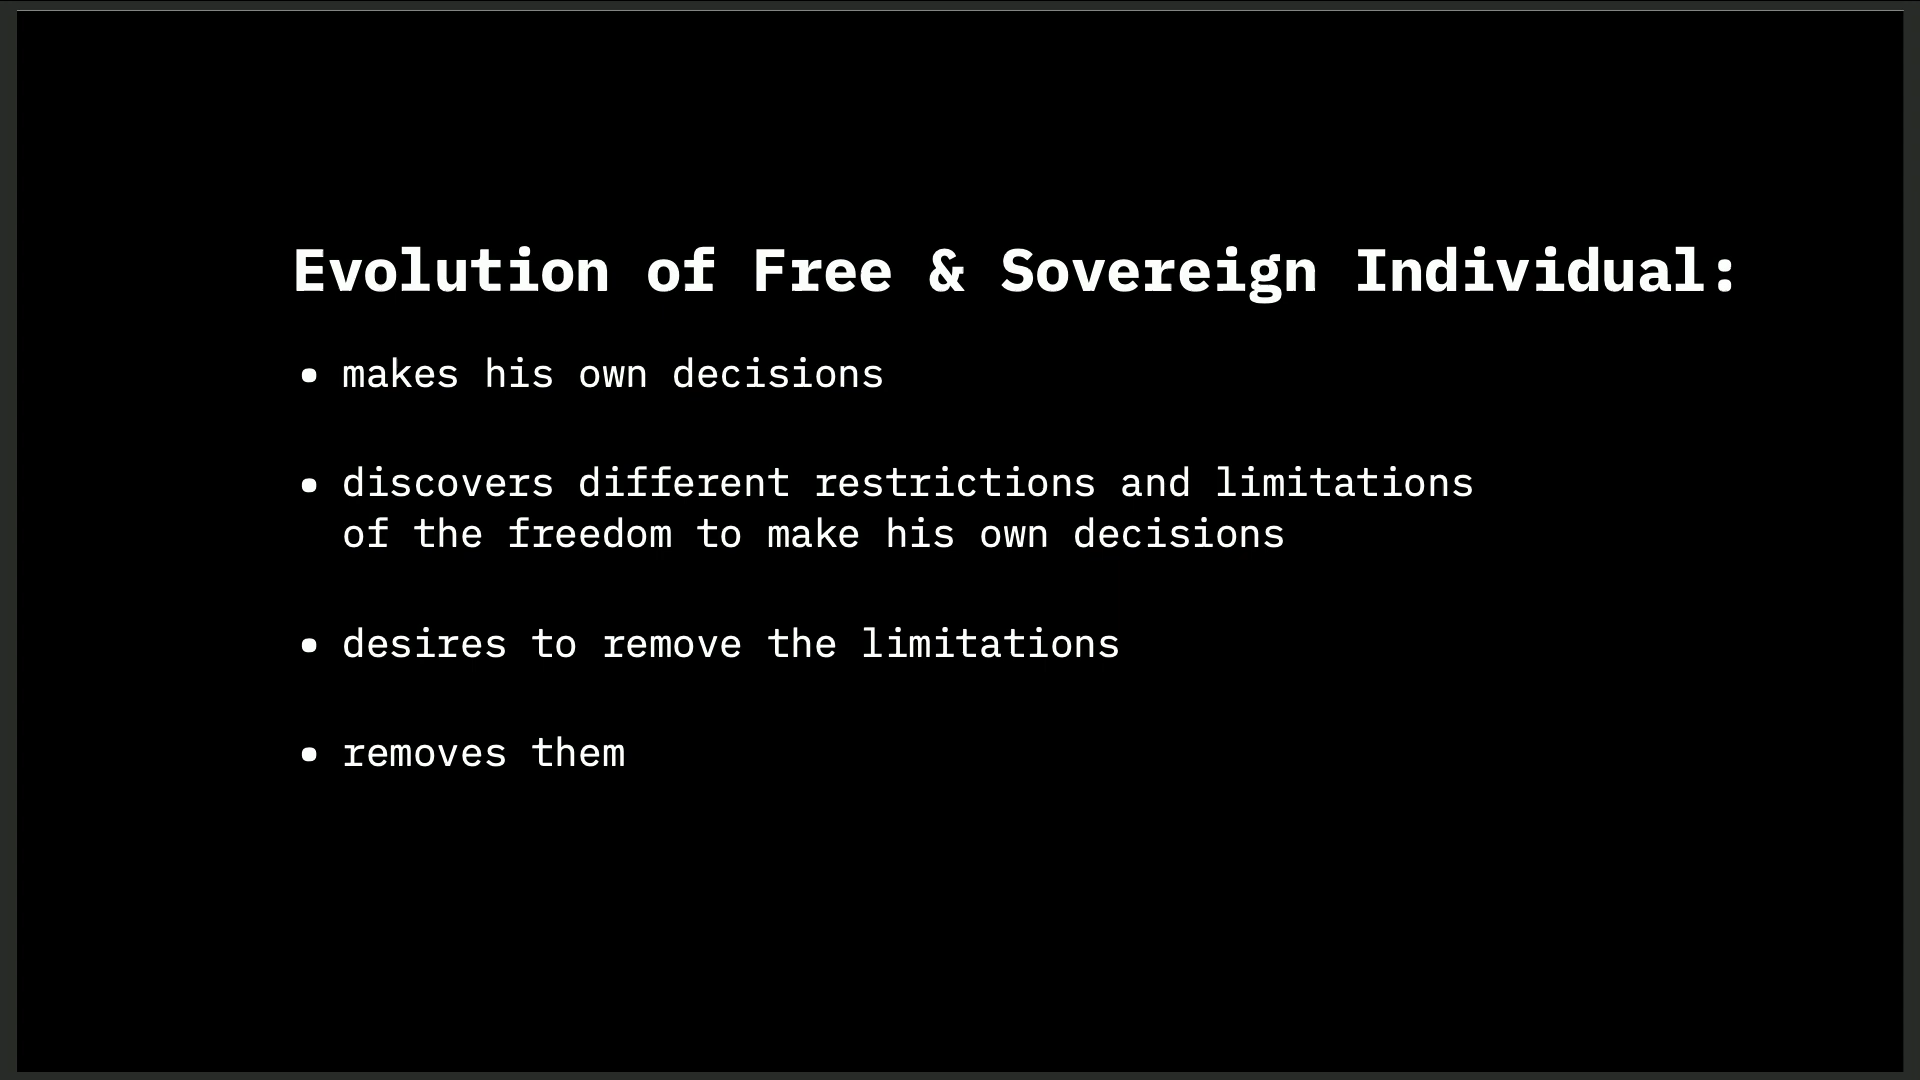 Evolution of Free & Sovereign Individual:
• makes his own decisions
• discovers different restrictions and limitations
of the freedom to make his own decisions
• desires to remove the limitations
• removes them